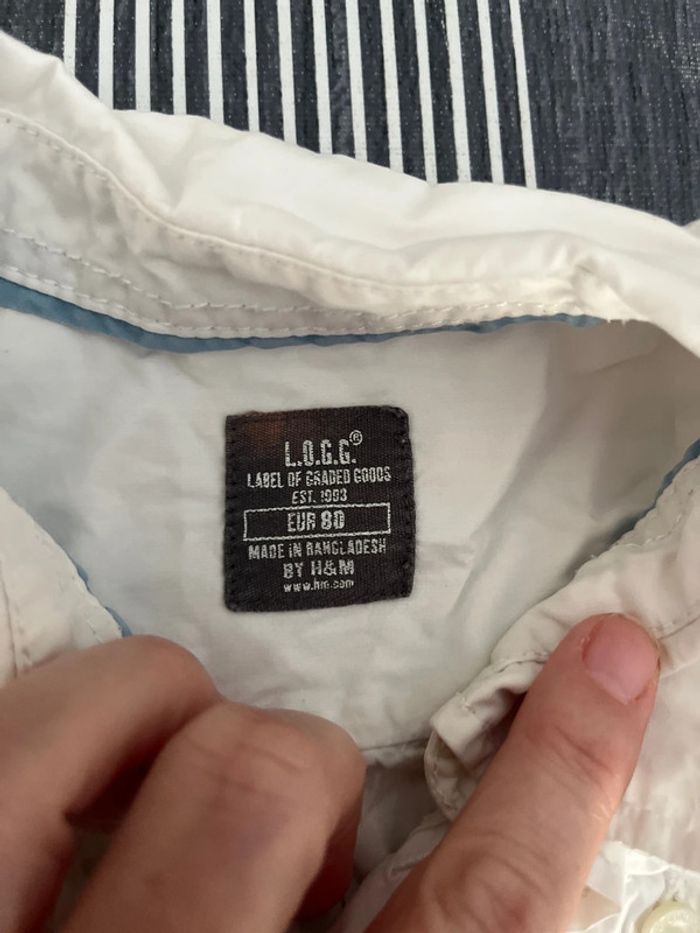 L.O.G.G.®
LABEL OF GRADED GOODS
EST. 1993
EUR 80
MADE IN BANGLADESH
BY H&M
www.hm.com